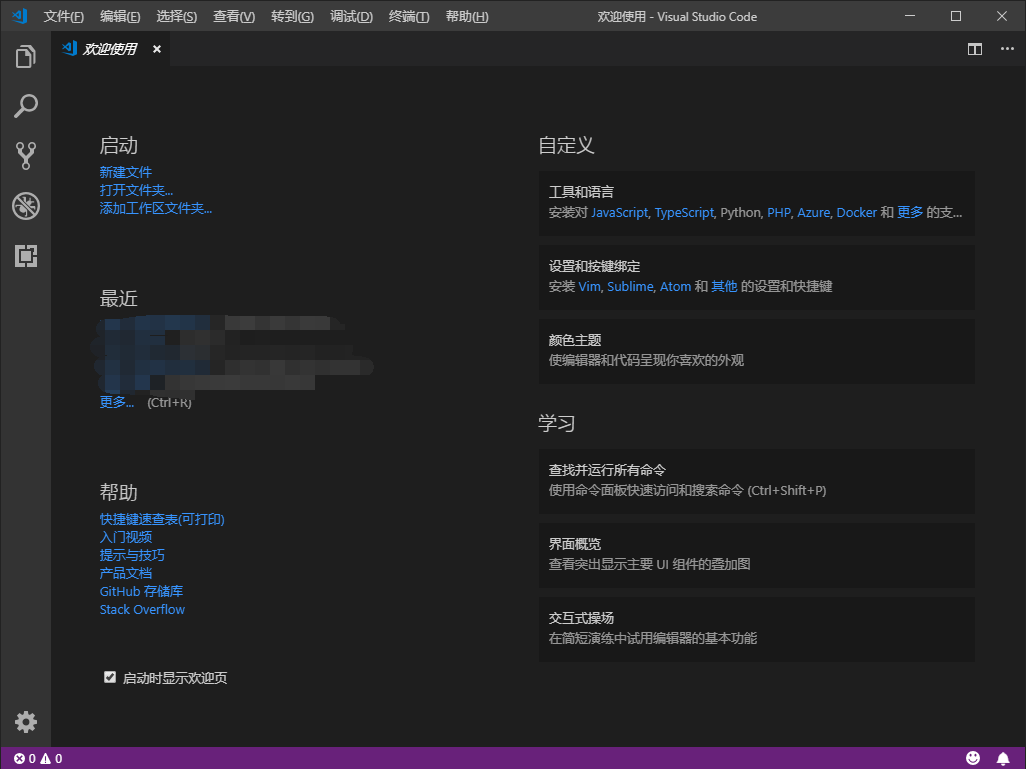 文件(F) 编辑(E) 选择(S) 查看(V) 转到(G) 调试(D) 终端(T) 帮助(H) 欢迎使用 - Visual Studio Code
欢迎使用
启动
新建文件
打开文件夹...
添加工作区文件夹...
最近
更多... (Ctrl+R)
帮助
快捷键速查表(可打印)
入门视频
提示与技巧
产品文档
GitHub 存储库
Stack Overflow
启动时显示欢迎页
自定义
工具和语言
安装对 JavaScript, TypeScript, Python, PHP, Azure, Docker 和 更多 的支...
设置和按键绑定
安装 Vim, Sublime, Atom 和 其他 的设置和快捷键
颜色主题
使编辑器和代码呈现你喜欢的外观
学习
查找并运行所有命令
使用命令面板快速访问和搜索命令 (Ctrl+Shift+P)
界面概览
查看突出显示主要 UI 组件的叠加图
交互式操场
在简短演练中试用编辑器的基本功能
0 0